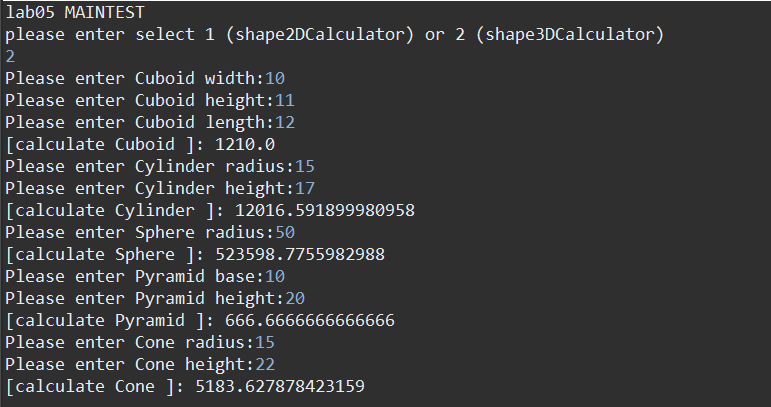 lab05 MAINTEST
please enter select 1 (shape2DCalculator) or 2 (shape3DCalculator)
2
Please enter Cuboid width:10
Please enter Cuboid height:11
Please enter Cuboid length:12
[calculate Cuboid ]: 1210.0
Please enter Cylinder radius:15
Please enter Cylinder height:17
[calculate Cylinder ]: 12016.591899980958
Please enter Sphere radius:50
[calculate Sphere ]: 523598.7755982988
Please enter Pyramid base:10
Please enter Pyramid height:20
[calculate Pyramid ]: 666.6666666666666
Please enter Cone radius:15
Please enter Cone height:22
[calculate Cone ]: 5183.627878423159